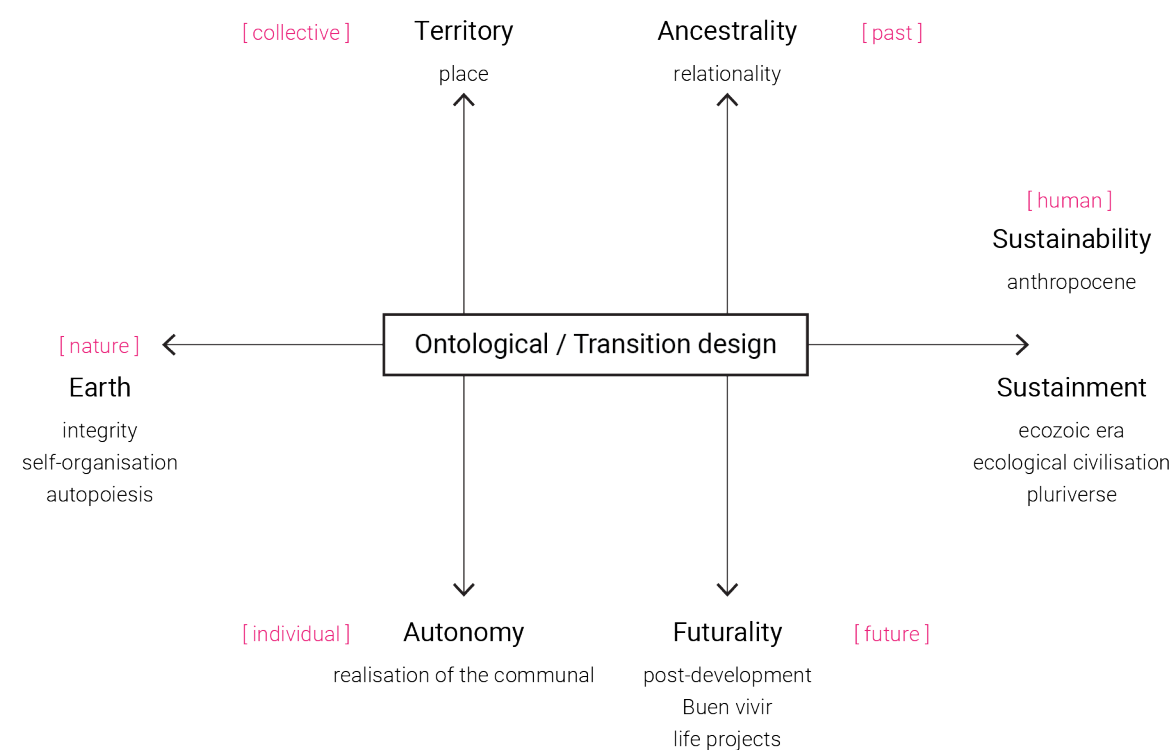 [ collective ]
Territory
place
Ancestrality
[ past ]
relationality
[ human ]
Sustainability
anthropocene
Ontological / Transition design
[ nature ]
Earth
integrity
self-organisation
autopoiesis
Sustainment
ecozoic era
ecological civilisation
pluriverse
[ individual ]
Autonomy
realisation of the communal
Futurality
[ future ]
post-development
Buen vivir
life projects